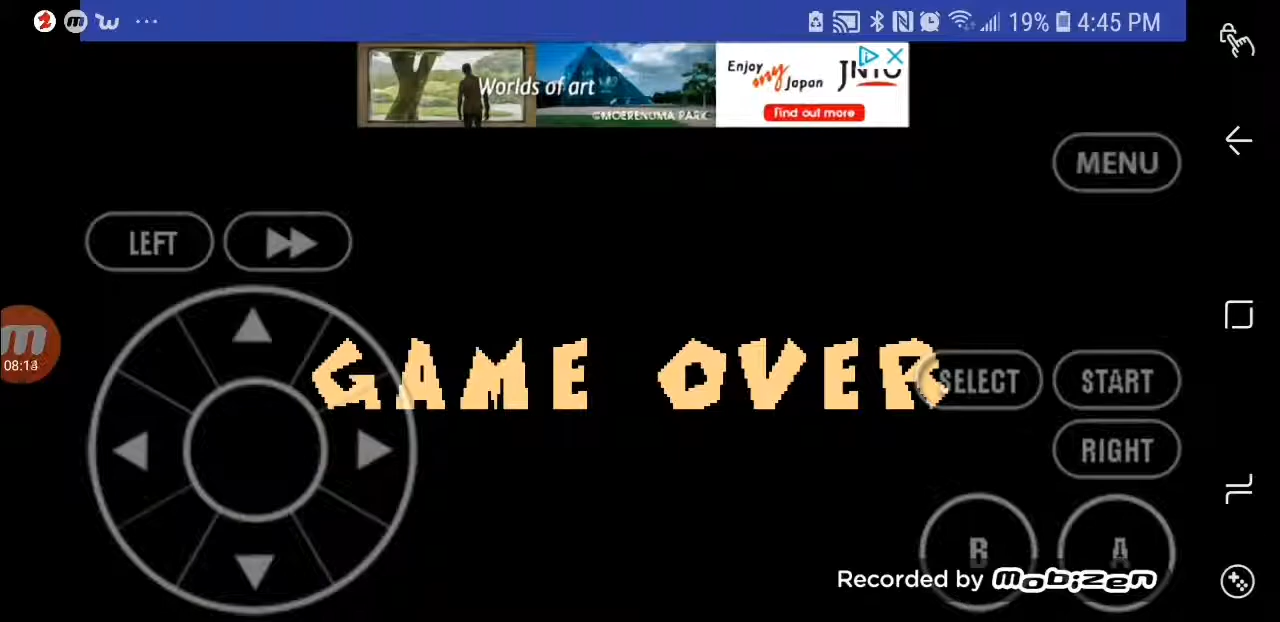 19% 4:45 PM
Worlds of art
©MOERENUMA PARK
Enjoy my Japan
JNTO
find out more
MENU
LEFT
08:14
GAME OVER
SELECT
START
RIGHT
B
A
Recorded by mobizen